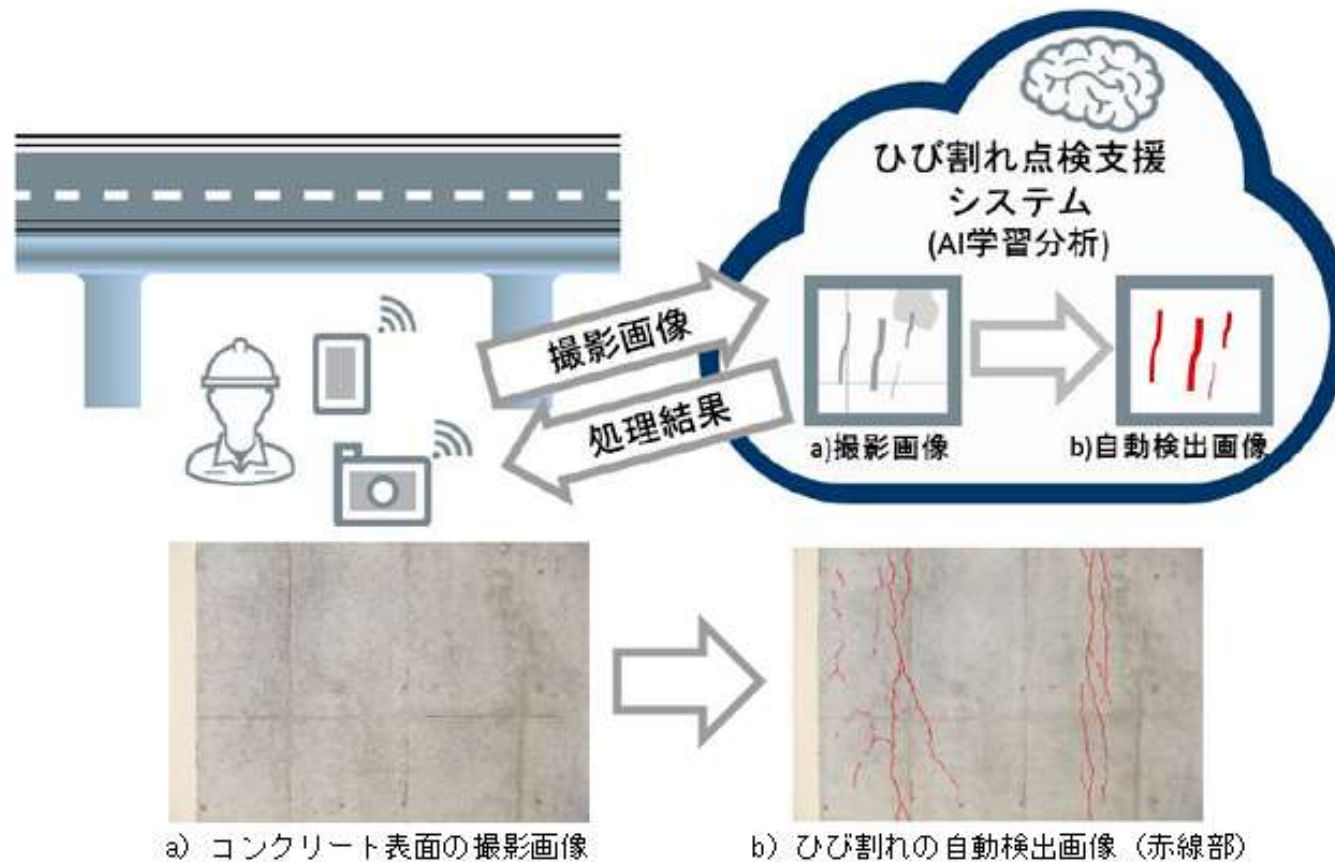 ひび割れ点検支援
システム
(AI学習分析)
撮影画像
処理結果
a)撮影画像
b)自動検出画像
a）コンクリート表面の撮影画像
b）ひび割れの自動検出画像（赤線部）